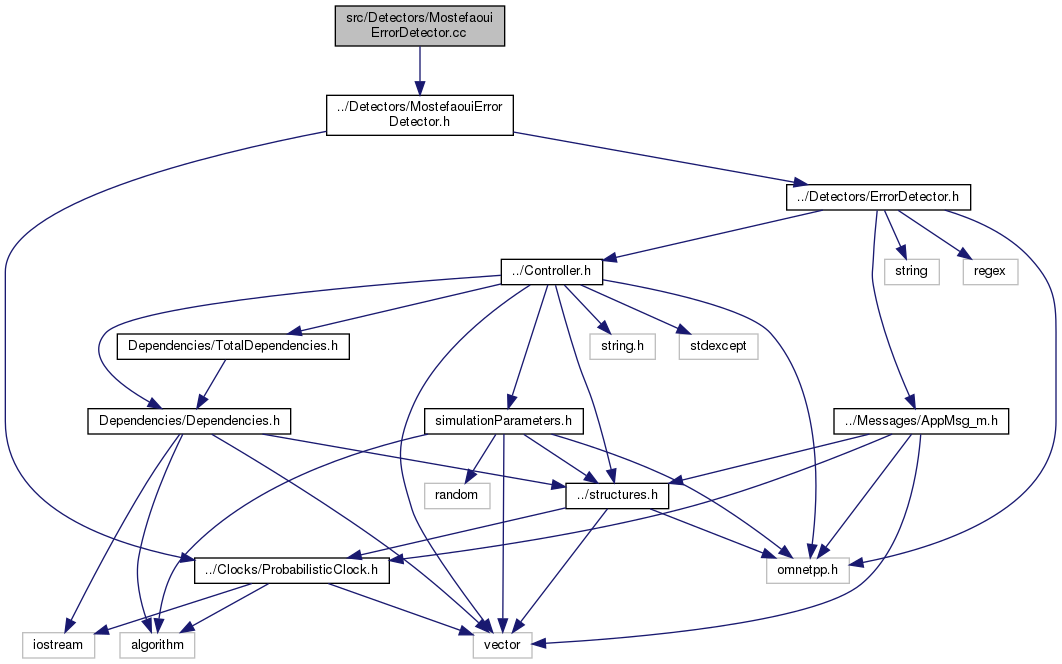 src/Detectors/Mostefaoui
ErrorDetector.cc
../Detectors/MostefaouiError
Detector.h
../Detectors/ErrorDetector.h
../Controller.h
string
regex
Dependencies/TotalDependencies.h
string.h
stdexcept
Dependencies/Dependencies.h
simulationParameters.h
../Messages/AppMsg_m.h
random
../structures.h
../Clocks/ProbabilisticClock.h
omnetpp.h
iostream
algorithm
vector